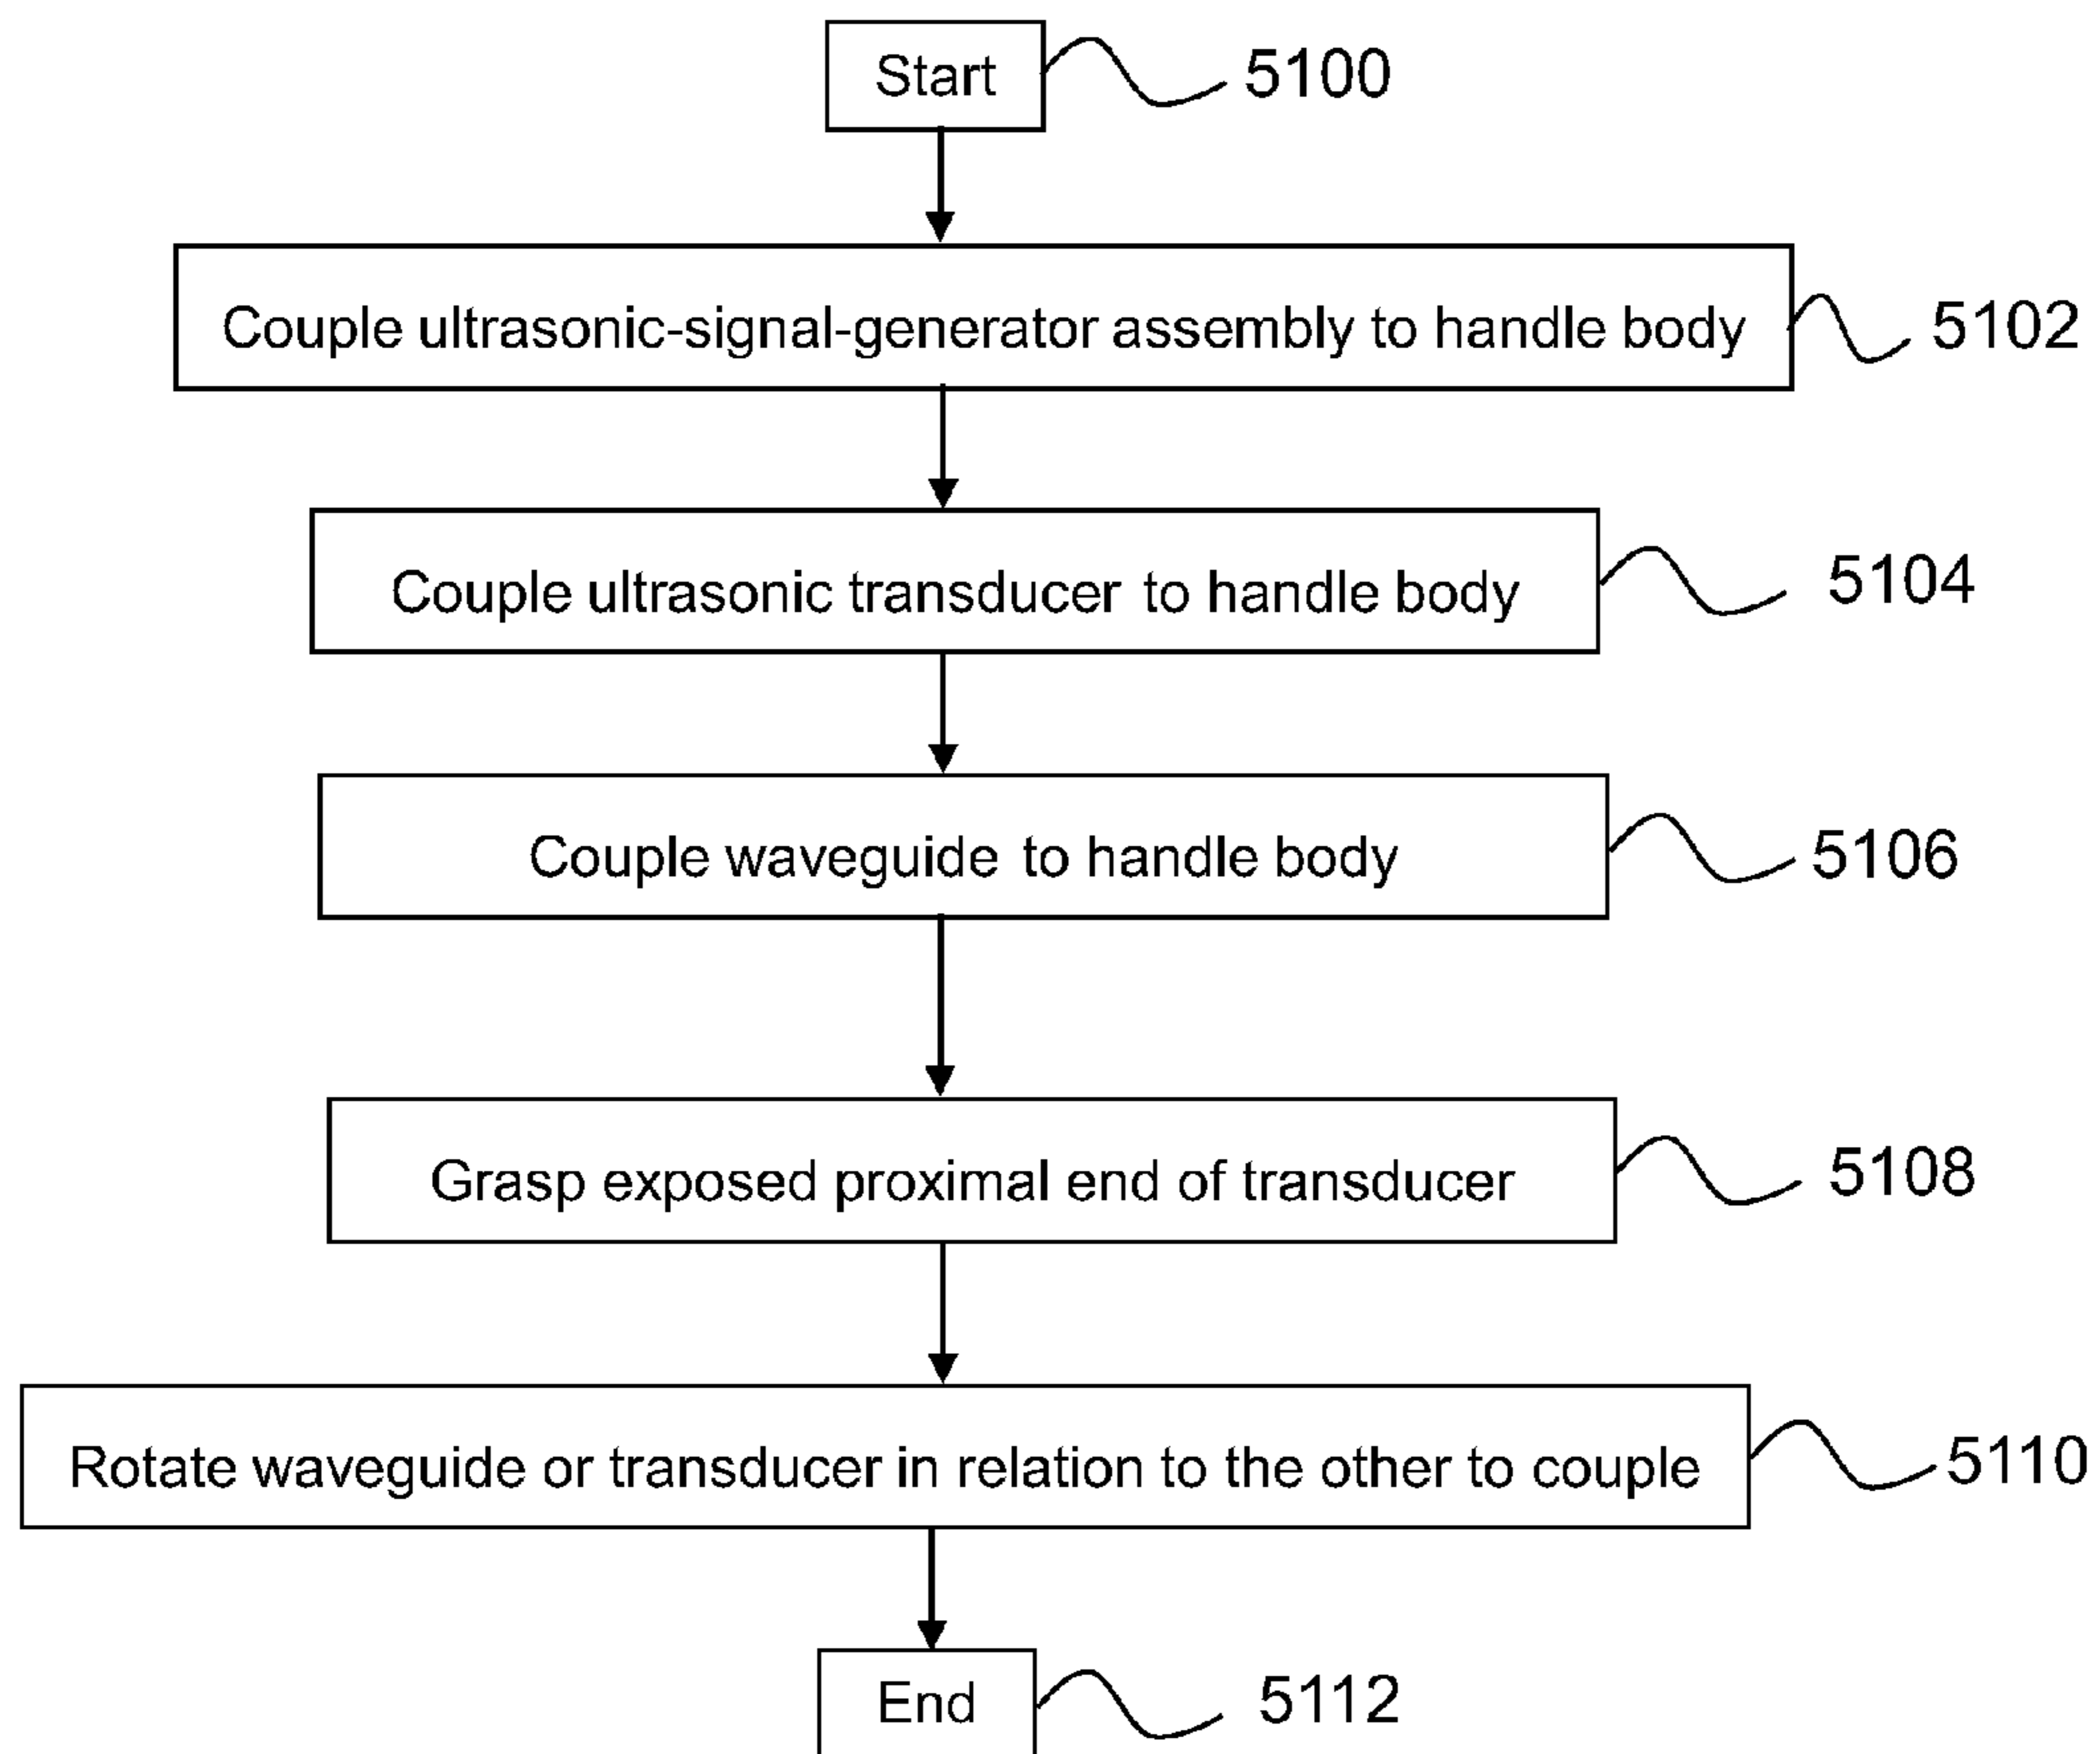 Start 5100
Couple ultrasonic-signal-generator assembly to handle body 5102
Couple ultrasonic transducer to handle body 5104
Couple waveguide to handle body 5106
Grasp exposed proximal end of transducer 5108
Rotate waveguide or transducer in relation to the other to couple 5110
End 5112